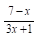 7 − x
3x + 1